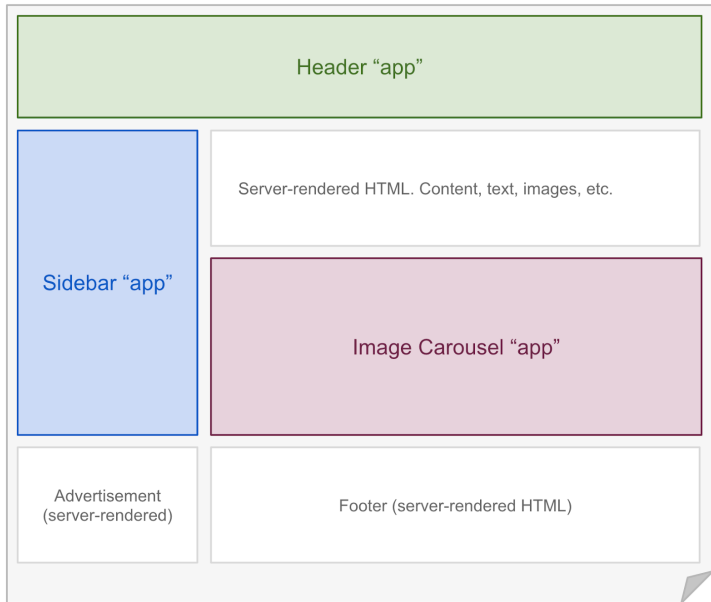 Header “app”
Server-rendered HTML. Content, text, images, etc.
Sidebar “app”
Image Carousel “app”
Advertisement
(server-rendered)
Footer (server-rendered HTML)